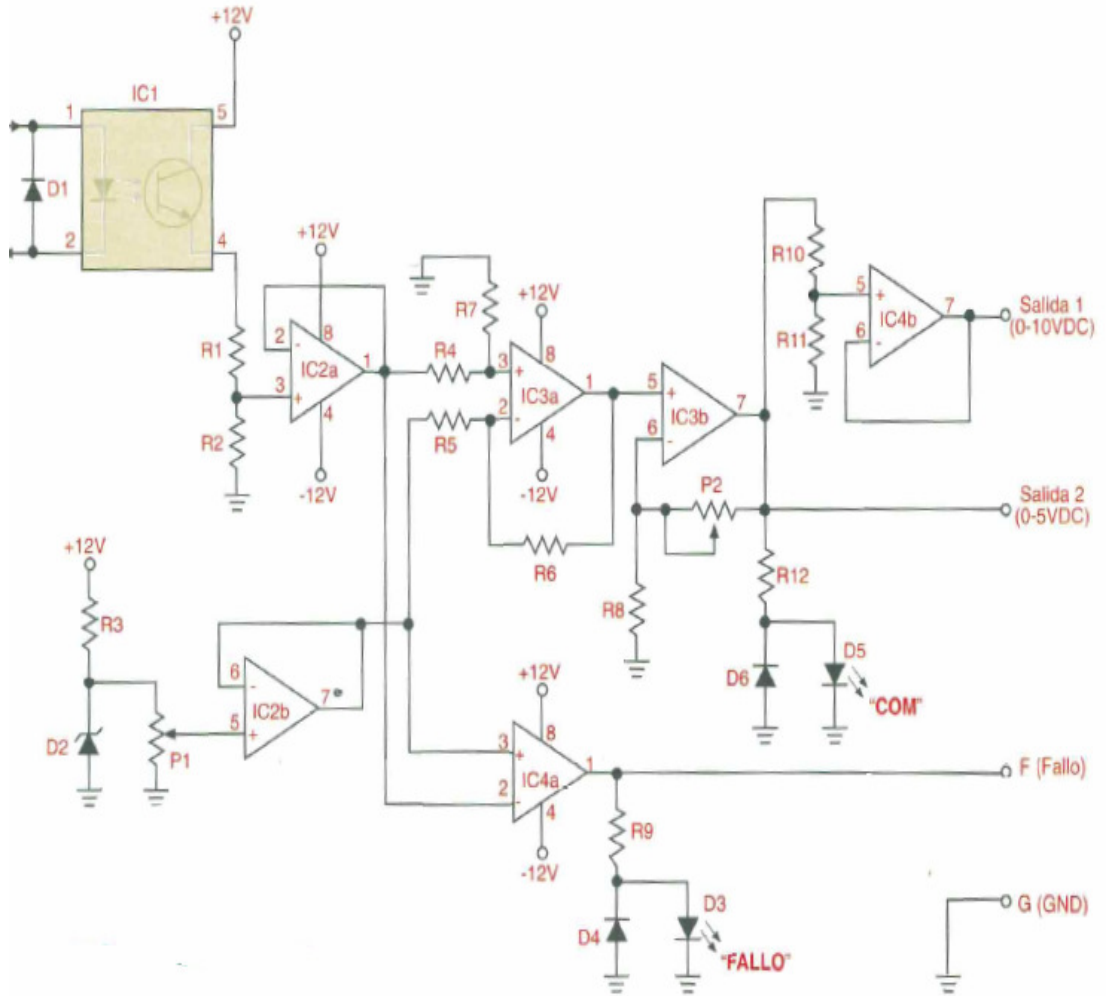 +12V
IC1
1
5
D1
2
4
+12V
R1
2
8
IC2a
1
3
4
R2
-12V
R7
+12V
R4
3
8
IC3a
1
R5
2
4
-12V
R6
5
IC3b
7
6
P2
R8
R10
R11
5
IC4b
7
6
Salida 1
(0-10VDC)
Salida 2
(0-5VDC)
R12
D6
D5
"COM"
+12V
R3
D2
P1
6
IC2b
7
5
+12V
3
8
IC4a
1
2
4
-12V
R9
D4
D3
"FALLO"
F (Fallo)
G (GND)
+
-
+
-
+
-
+
-
-
+
+
-